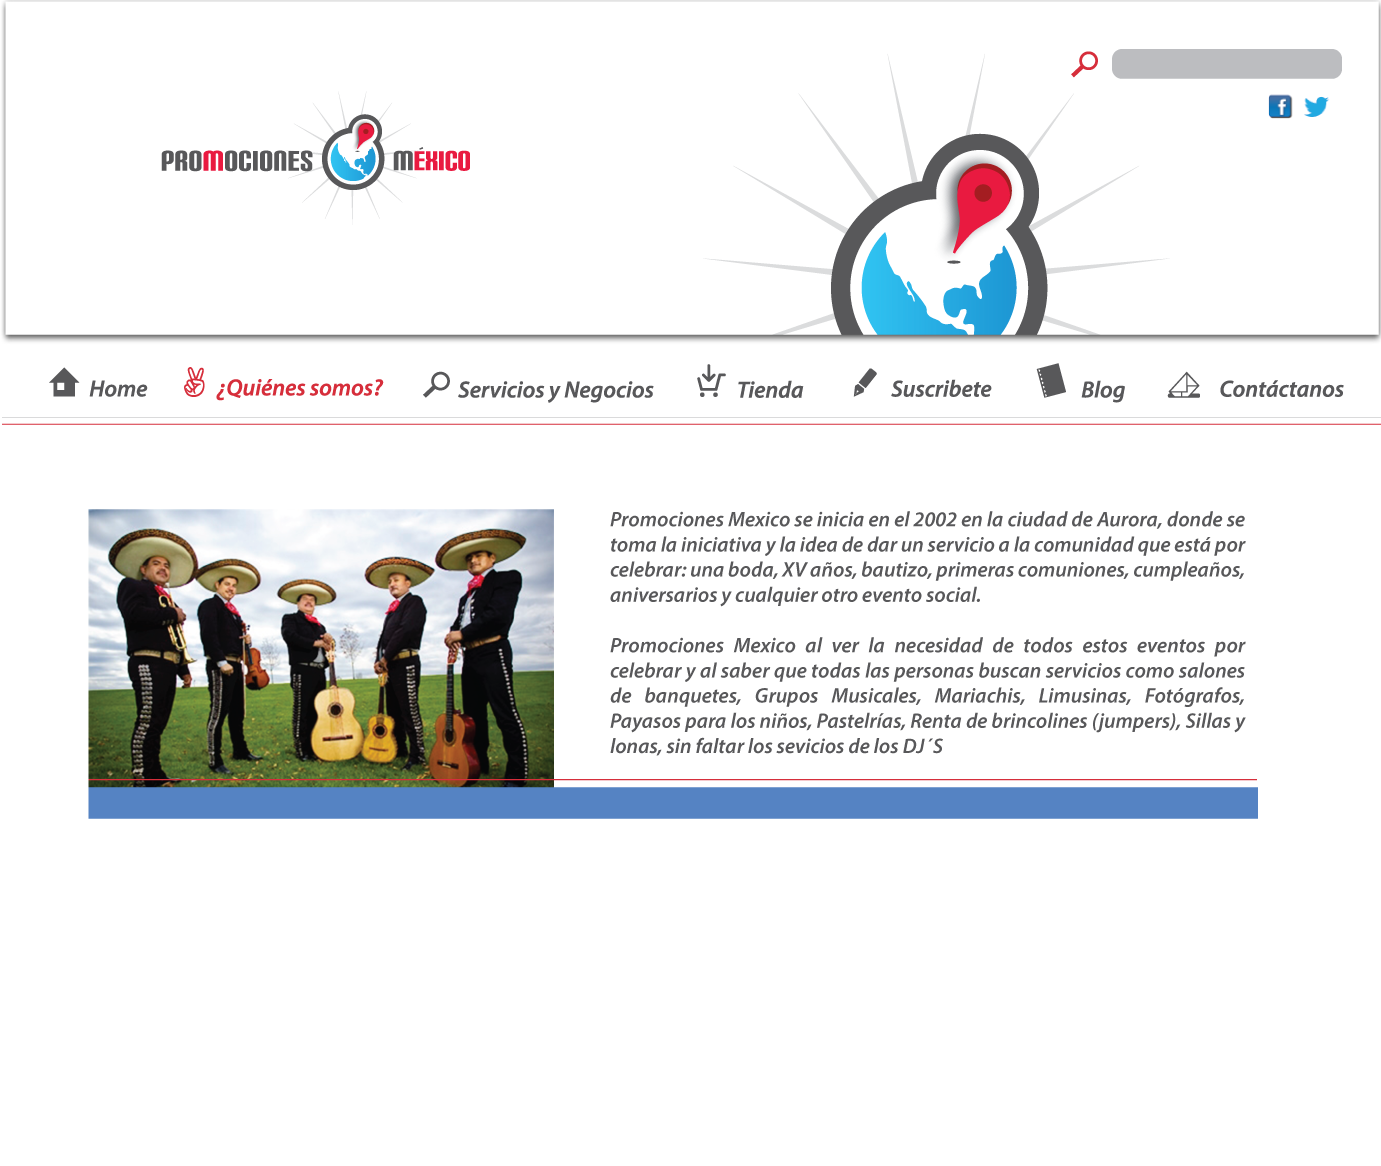 PROMOCIONES MÉXICO
Home ¿Quiénes somos? Servicios y Negocios Tienda Suscribete Blog Contáctanos
Promociones Mexico se inicia en el 2002 en la ciudad de Aurora, donde se
toma la iniciativa y la idea de dar un servicio a la comunidad que está por
celebrar: una boda, XV años, bautizo, primeras comuniones, cumpleaños,
aniversarios y cualquier otro evento social.
Promociones Mexico al ver la necesidad de todos estos eventos por
celebrar y al saber que todas las personas buscan servicios como salones
de banquetes, Grupos Musicales, Mariachis, Limusinas, Fotógrafos,
Payasos para los niños, Pastelrías, Renta de brincolines (jumpers), Sillas y
lonas, sin faltar los sevicios de los DJ´S